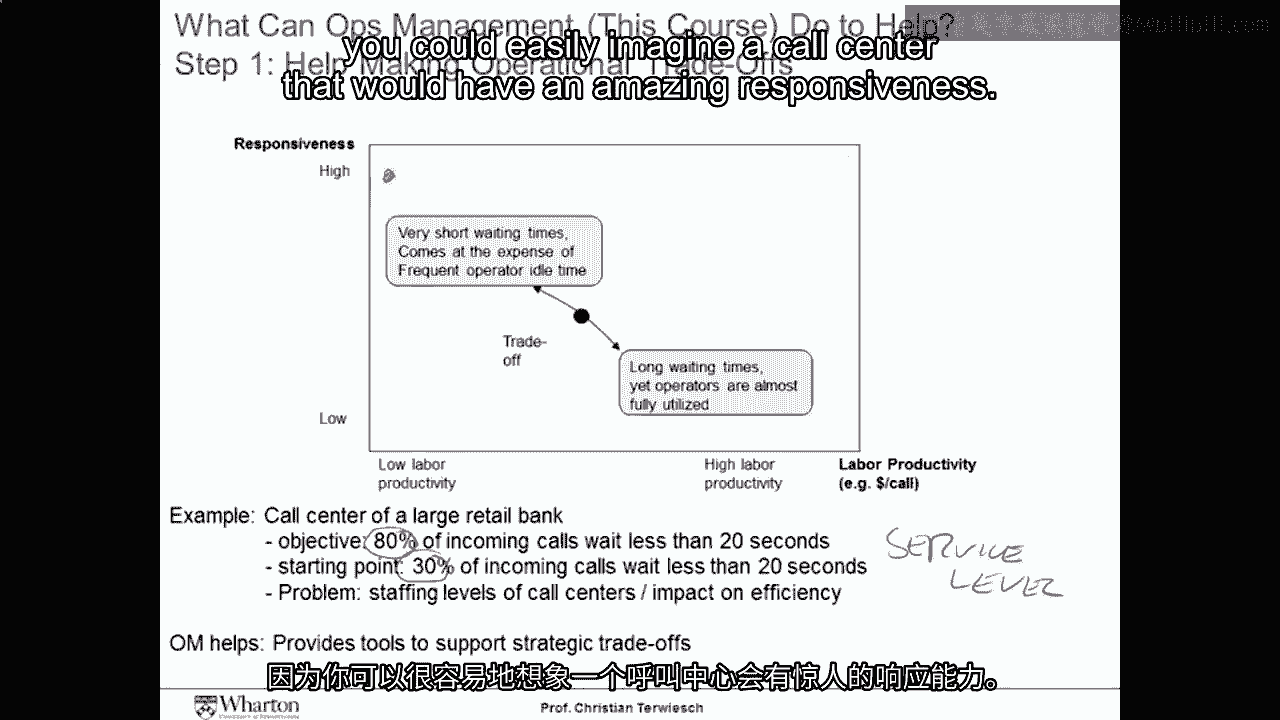 What Can Ops Management (This Course) Do to Help?
you could easily imagine a call center
Step 1: Help Making Operational Trade-Offs
that would have an amazing responsiveness.
Responsiveness
High
Very short waiting times,
Comes at the expense of
Frequent operator idle time
Trade-
off
Long waiting times,
yet operators are almost
fully utilized
Low
Low labor
productivity
High labor
productivity
Labor Productivity
(e.g. $/call)
Example: Call center of a large retail bank
- objective: 80% of incoming calls wait less than 20 seconds
- starting point: 30% of incoming calls wait less than 20 seconds
- Problem: staffing levels of call centers / impact on efficiency
SERVICE
LEVEL
OM helps: Provides tools to support strategic trade-offs
因为你可以很容易地想象一个呼叫中心会有惊人的响应能力。
Wharton
Prof. Christian Terwiesch